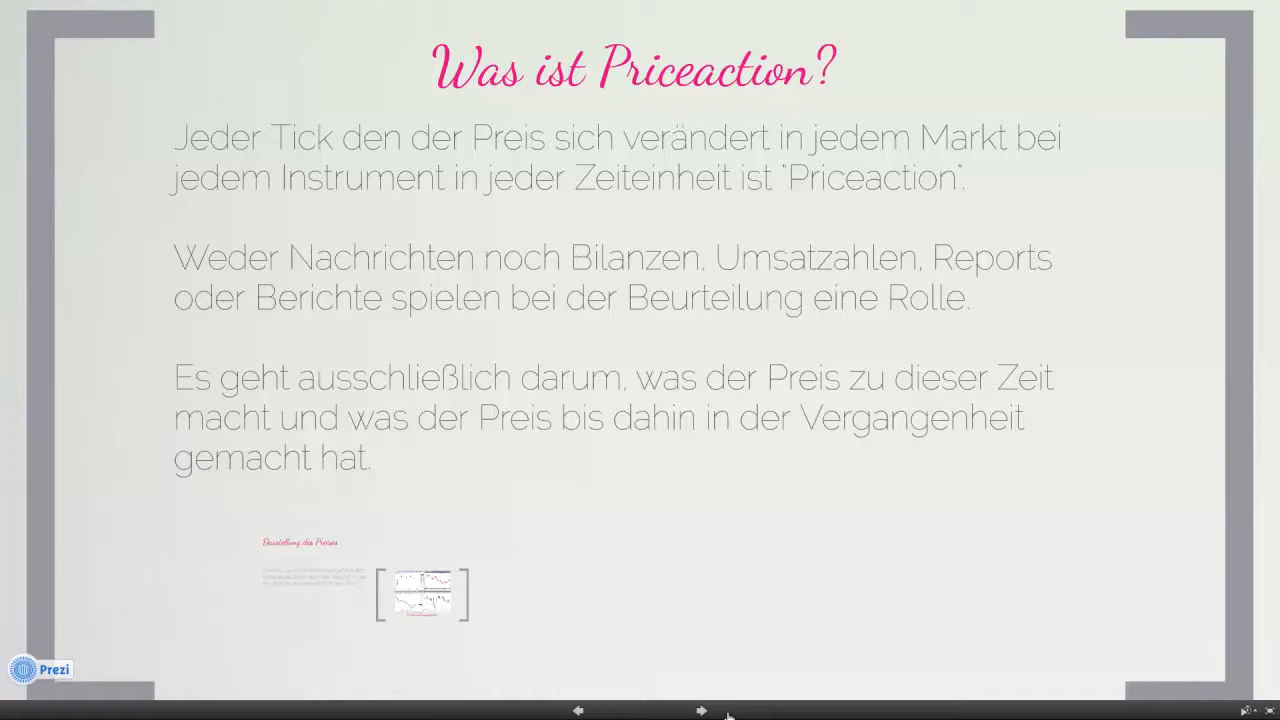 Was ist Priceaction?
Jeder Tick den der Preis sich verändert in jedem Markt bei
jedem Instrument in jeder Zeiteinheit ist "Priceaction".
Weder Nachrichten noch Bilanzen, Umsatzahlen, Reports
oder Berichte spielen bei der Beurteilung eine Rolle.
Es geht ausschließlich darum, was der Preis zu dieser Zeit
macht und was der Preis bis dahin in der Vergangenheit
gemacht hat.
Darstellung des Preises
Prezi